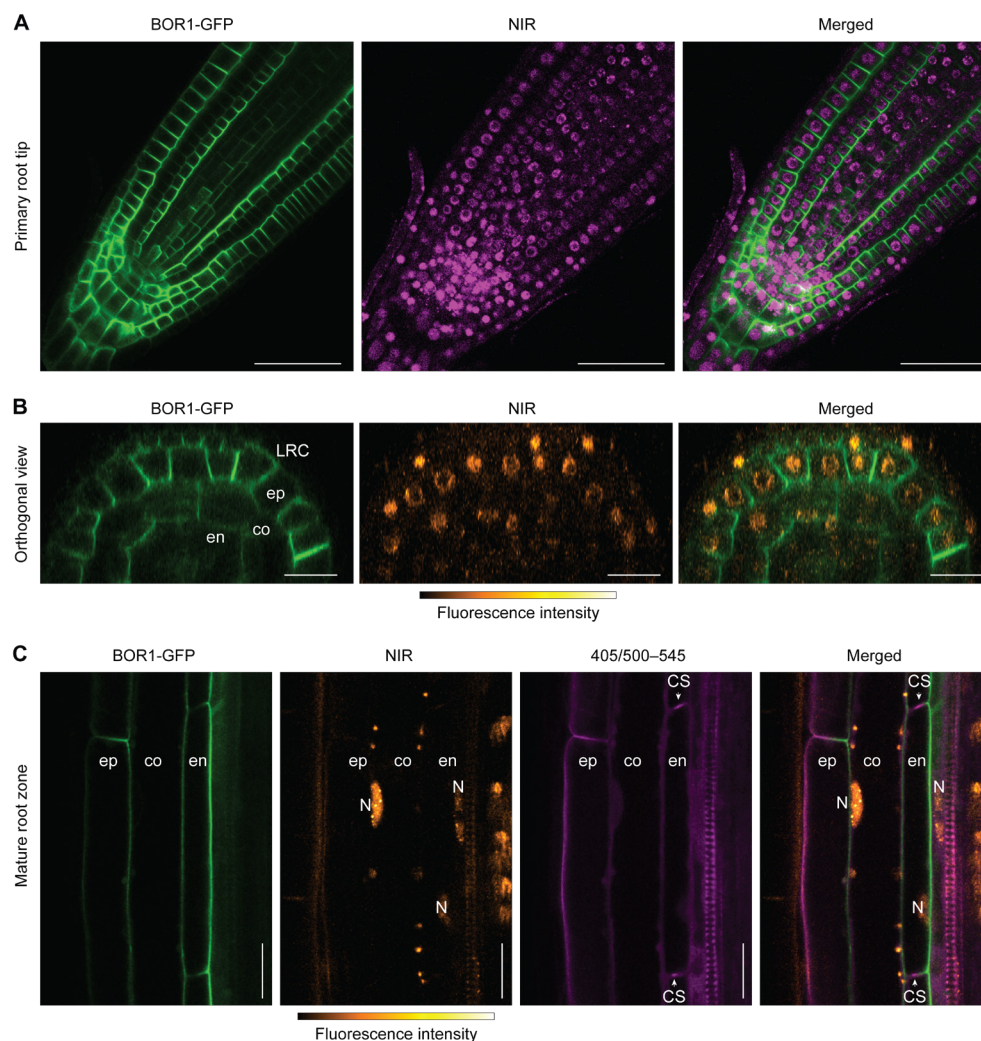 A
BOR1-GFP NIR Merged
Primary root tip
B
BOR1-GFP NIR Merged
Orthogonal view
LRC
ep
en co
Fluorescence intensity
C
BOR1-GFP NIR 405/500–545 Merged
Mature root zone
CS CS
ep co en ep co en ep co en ep co en
N N N N
N N
CS CS
Fluorescence intensity